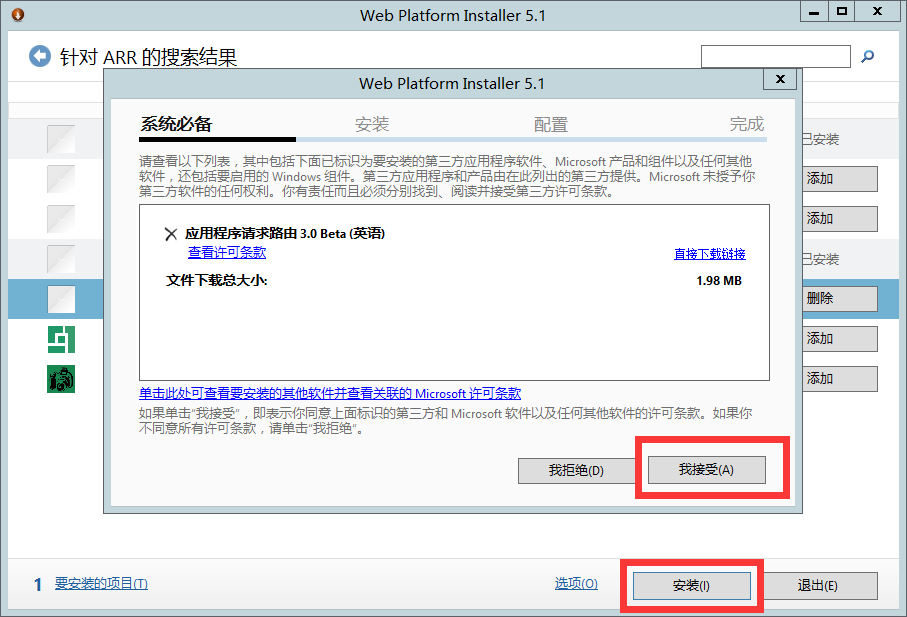 Web Platform Installer 5.1
针对 ARR 的搜索结果
Web Platform Installer 5.1
系统必备
安装
配置
完成
请查看以下列表，其中包括下面已标识为要安装的第三方应用程序软件、Microsoft 产品和组件以及任何其他
软件，还包括要启用的 Windows 组件。第三方应用程序和产品由在此列出的第三方提供。Microsoft 未授予你
第三方软件的任何权利。你有责任而且必须分别找到、阅读并接受第三方许可条款。
应用程序请求路由 3.0 Beta (英语)
查看许可条款
直接下载链接
文件下载总大小:
1.98 MB
单击此处可查看要安装的其他软件并查看关联的 Microsoft 许可条款
如果单击“我接受”，即表示你同意上面标识的第三方和 Microsoft 软件以及任何其他软件的许可条款。如果你
不同意所有许可条款，请单击“我拒绝”。
我拒绝(D)
我接受(A)
已安装
添加
添加
已安装
删除
添加
添加
1
要安装的项目(T)
选项(O)
安装(I)
退出(E)